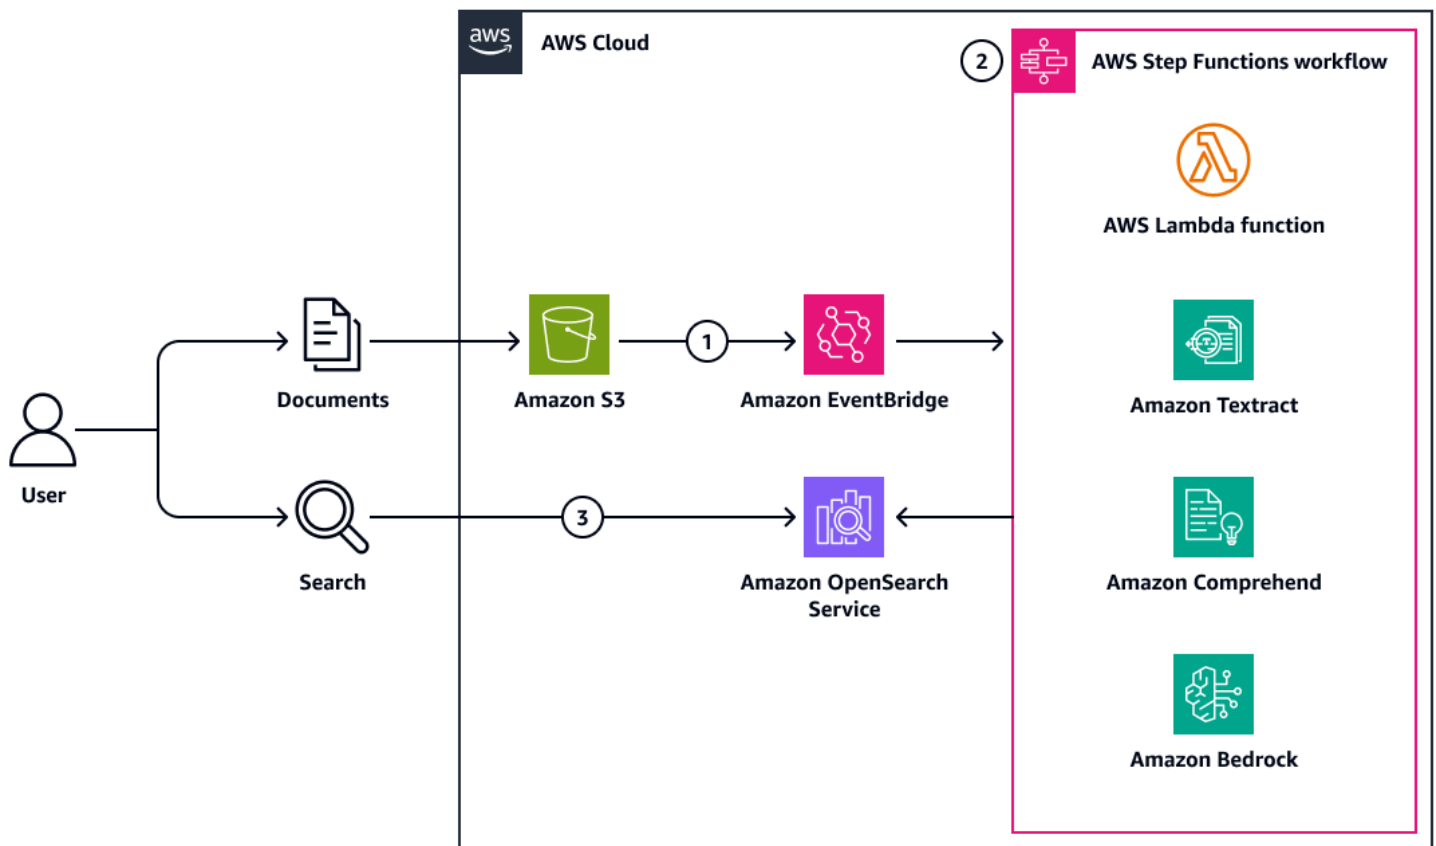 aws
AWS Cloud
2
AWS Step Functions workflow
AWS Lambda function
1
Documents
Amazon S3
Amazon EventBridge
Amazon Textract
User
3
Search
Amazon OpenSearch
Service
Amazon Comprehend
Amazon Bedrock